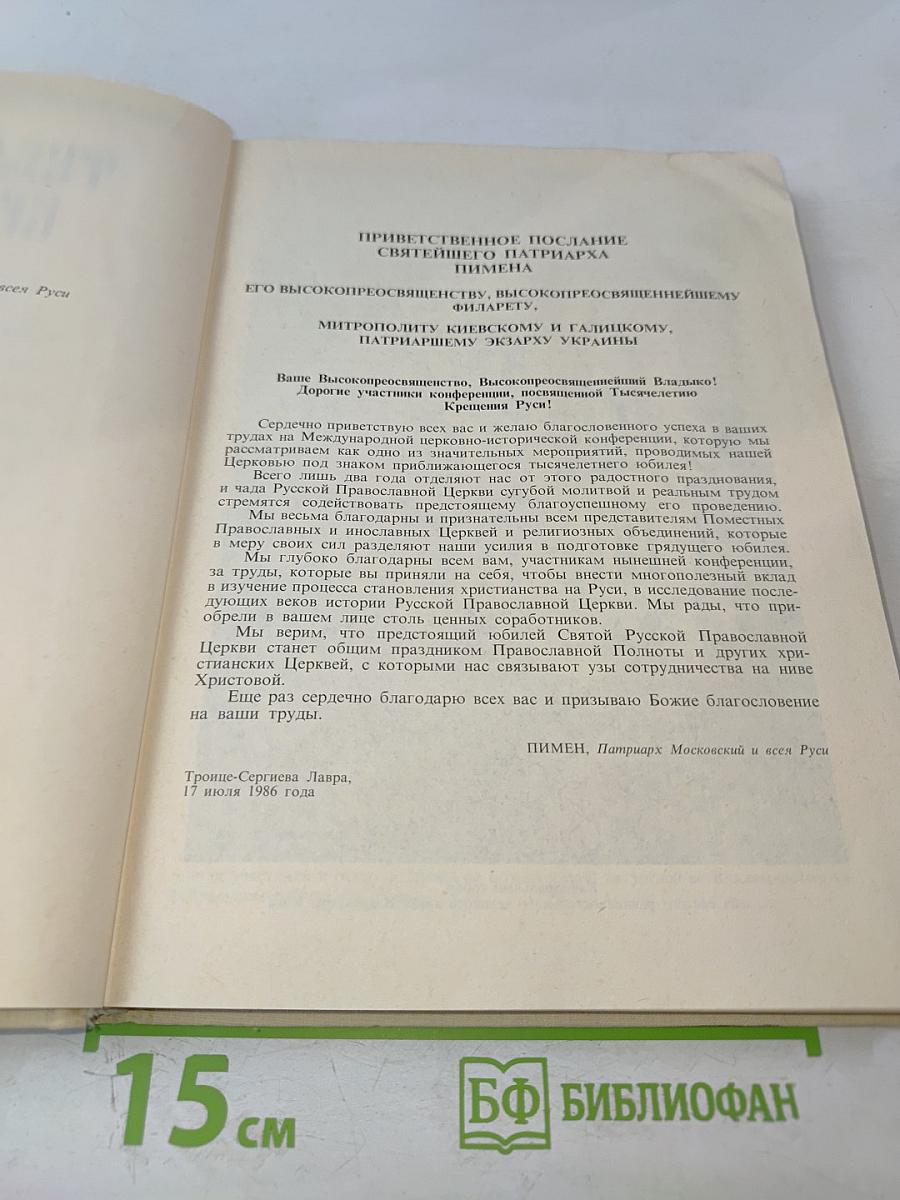 всея Руси
ПРИВЕТСТВЕННОЕ ПОСЛАНИЕ
СВЯТЕЙШЕГО ПАТРИАРХА
ПИМЕНА
ЕГО ВЫСОКОПРЕОСВЯЩЕНСТВУ, ВЫСОКОПРЕОСВЯЩЕННЕЙШЕМУ
ФИЛАРЕТУ,
МИТРОПОЛИТУ КИЕВСКОМУ И ГАЛИЦКОМУ,
ПАТРИАРШЕМУ ЭКЗАРХУ УКРАИНЫ
Ваше Высокопреосвященство, Высокопреосвященнейший Владыко!
Дорогие участники конференции, посвященной Тысячелетию
Крещения Руси!
Сердечно приветствую всех вас и желаю благословенного успеха в ваших
трудах на Международной церковно-исторической конференции, которую мы
рассматриваем как одно из значительных мероприятий, проводимых нашей
Церковью под знаком приближающегося тысячелетнего юбилея!
Всего лишь два года отделяют нас от этого радостного празднования,
и чада Русской Православной Церкви сугубой молитвой и реальным трудом
стремятся содействовать предстоящему благоуспешному его проведению.
Мы весьма благодарны и признательны всем представителям Поместных
Православных и инославных Церквей и религиозных объединений, которые
в меру своих сил разделяют наши усилия в подготовке грядущего юбилея.
Мы глубоко благодарны всем вам, участникам нынешней конференции,
за труды, которые вы приняли на себя, чтобы внести многополезный вклад
в изучение процесса становления христианства на Руси, в исследование после-
дующих веков истории Русской Православной Церкви. Мы рады, что при-
обрели в вашем лице столь ценных соработников.
Мы верим, что предстоящий юбилей Святой Русской Православной
Церкви станет общим праздником Православной Полноты и других хри-
стианских Церквей, с которыми нас связывают узы сотрудничества на ниве
Христовой.
Еще раз сердечно благодарю всех вас и призываю Божие благословение
на ваши труды.
ПИМЕН, Патриарх Московский и всея Руси
Троице-Сергиева Лавра,
17 июля 1986 года
15 см
БФ БИБЛИОФАН